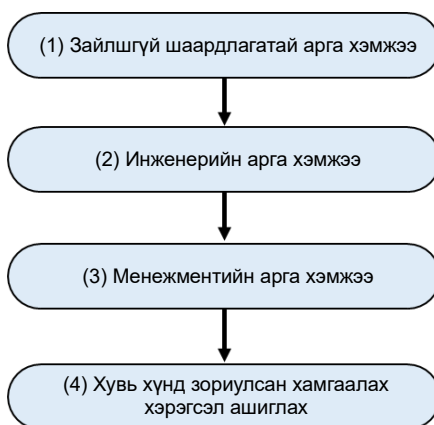 (1) Зайлшгүй шаардлагатай арга хэмжээ
(2) Инженерийн арга хэмжээ
(3) Менежментийн арга хэмжээ
(4) Хувь хүнд зориулсан хамгаалах
хэрэгсэл ашиглах